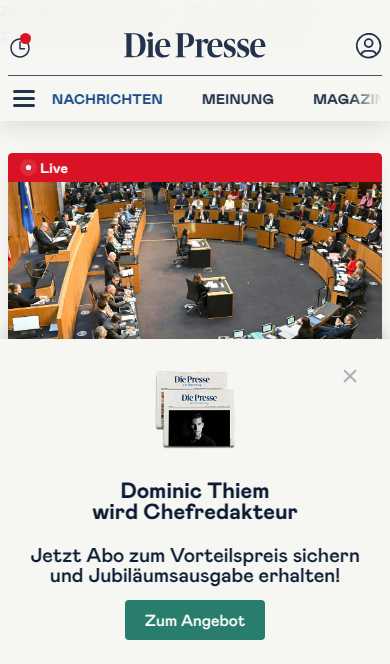 Die Presse
NACHRICHTEN MEINUNG MAGAZIN
Live
Die Presse
Die Presse
Dominic Thiem
wird Chefredakteur
Jetzt Abo zum Vorteilspreis sichern
und Jubiläumsausgabe erhalten!
Zum Angebot